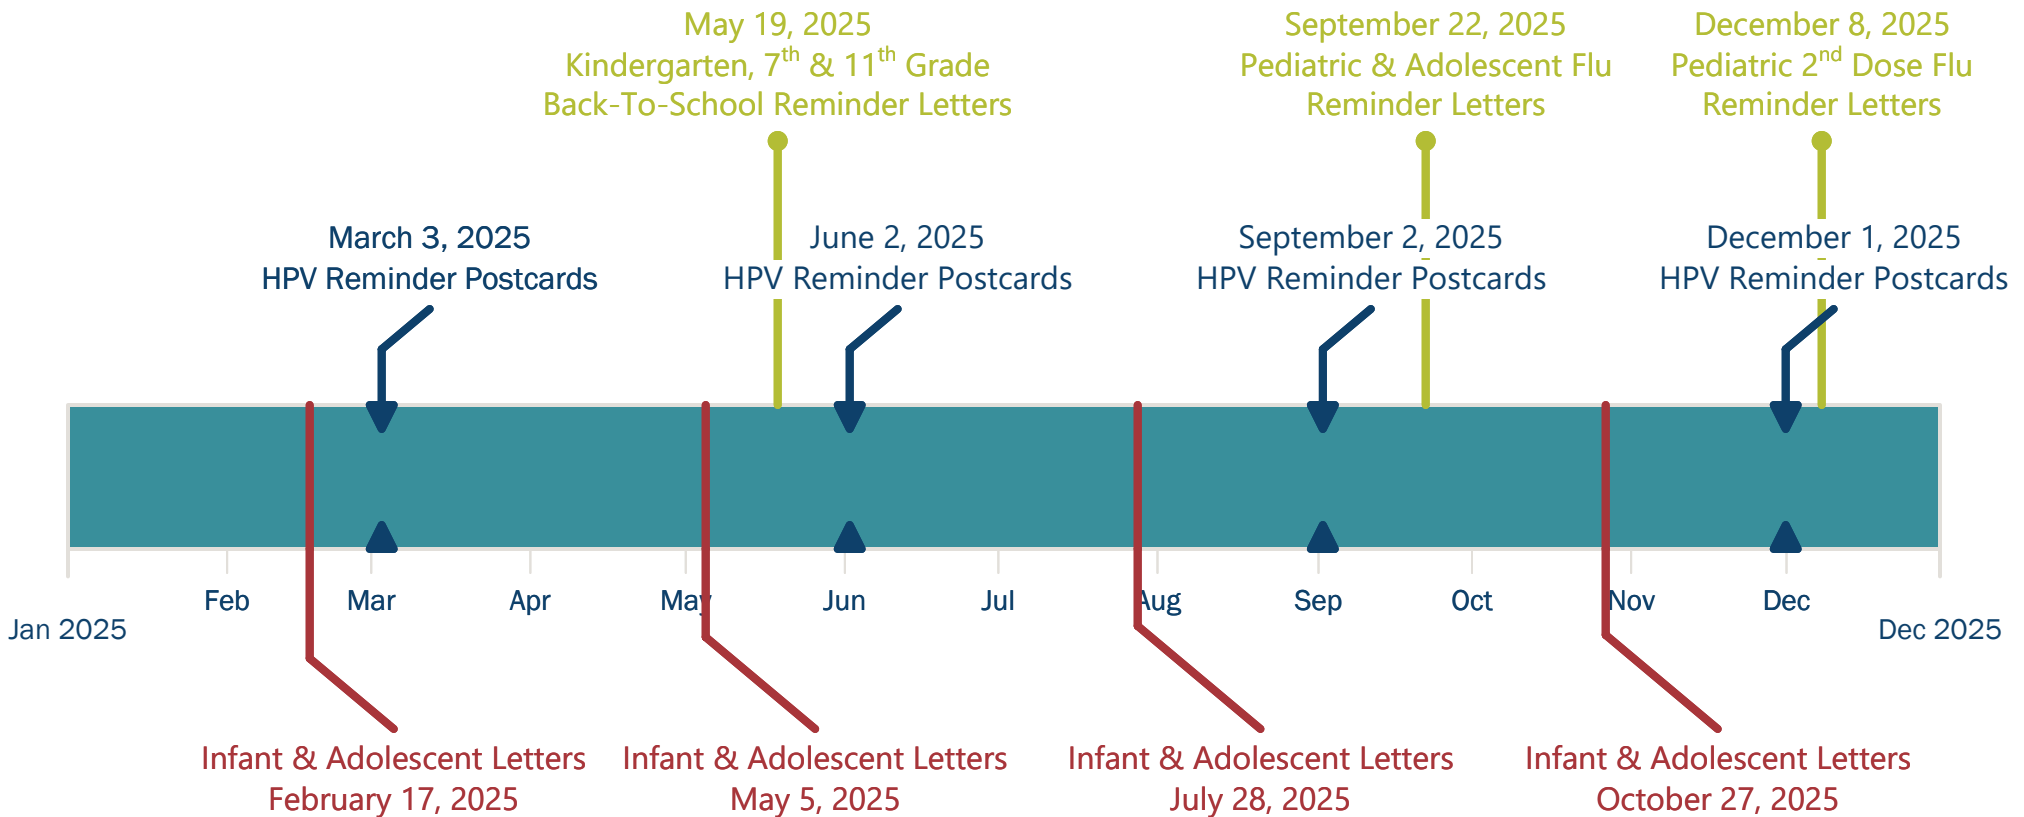 May 19, 2025
Kindergarten, 7th & 11th Grade
Back-To-School Reminder Letters
September 22, 2025
Pediatric & Adolescent Flu
Reminder Letters
December 8, 2025
Pediatric 2nd Dose Flu
Reminder Letters
March 3, 2025
HPV Reminder Postcards
June 2, 2025
HPV Reminder Postcards
September 2, 2025
HPV Reminder Postcards
December 1, 2025
HPV Reminder Postcards
Jan 2025
Feb
Mar
Apr
May
Jun
Jul
Aug
Sep
Oct
Nov
Dec
Dec 2025
Infant & Adolescent Letters
February 17, 2025
Infant & Adolescent Letters
May 5, 2025
Infant & Adolescent Letters
July 28, 2025
Infant & Adolescent Letters
October 27, 2025